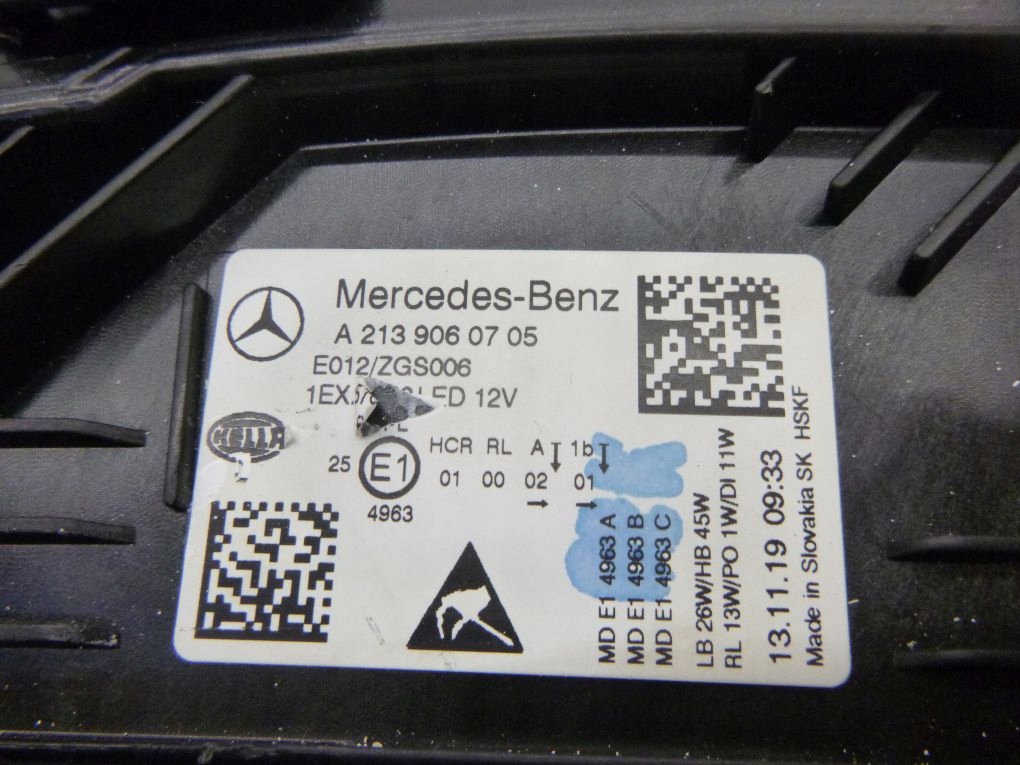 Mercedes-Benz
A 213 906 07 05
E012/ZGS006
LED 12V
HELLA
HCR RL A 1b
25 E1 01 00 02 01
4963
MD E1 4963 A
MD E1 4963 B
MD E1 4963 C
LB 26W/HB 45W
RL 13W/PO 1W/DI 11W
13.11.19 09:33
Made in Slovakia SK HSKF